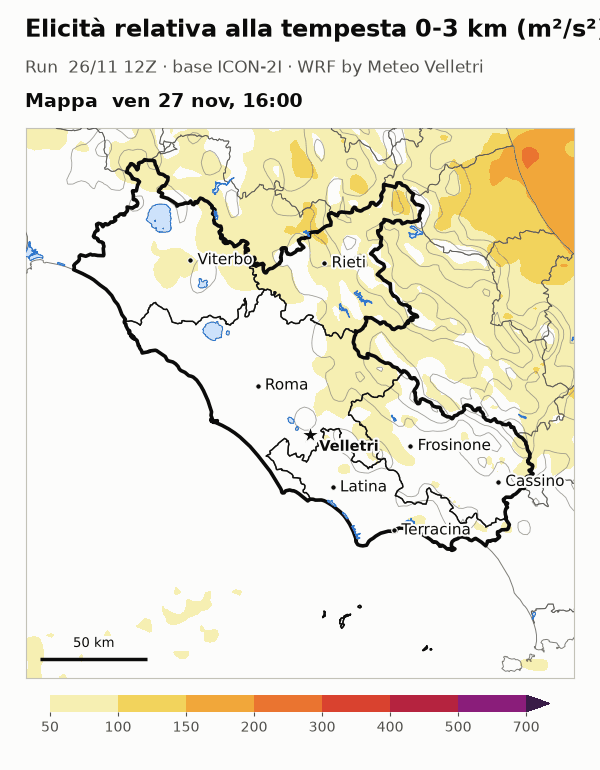 Elicità relativa alla tempesta 0-3 km (m²/s²)
Run 26/11 12Z · base ICON-2I · WRF by Meteo Velletri
Mappa ven 27 nov, 16:00
Viterbo
Rieti
Roma
Velletri
Frosinone
Latina
Cassino
Terracina
50 km
50 100 150 200 300 400 500 700